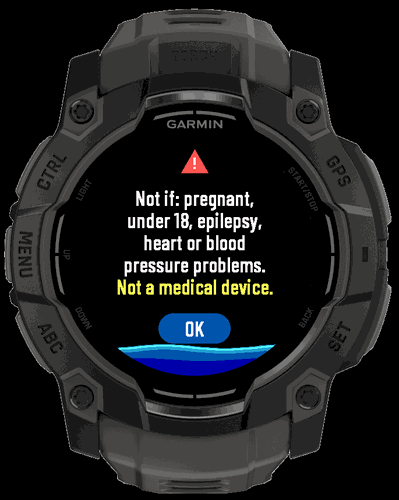 GARMIN
CTRL
LIGHT
GPS
START/STOP
!
Not if: pregnant,
under 18, epilepsy,
heart or blood
pressure problems.
Not a medical device.
MENU
UP
OK
ABC
DOWN
BACK
SET